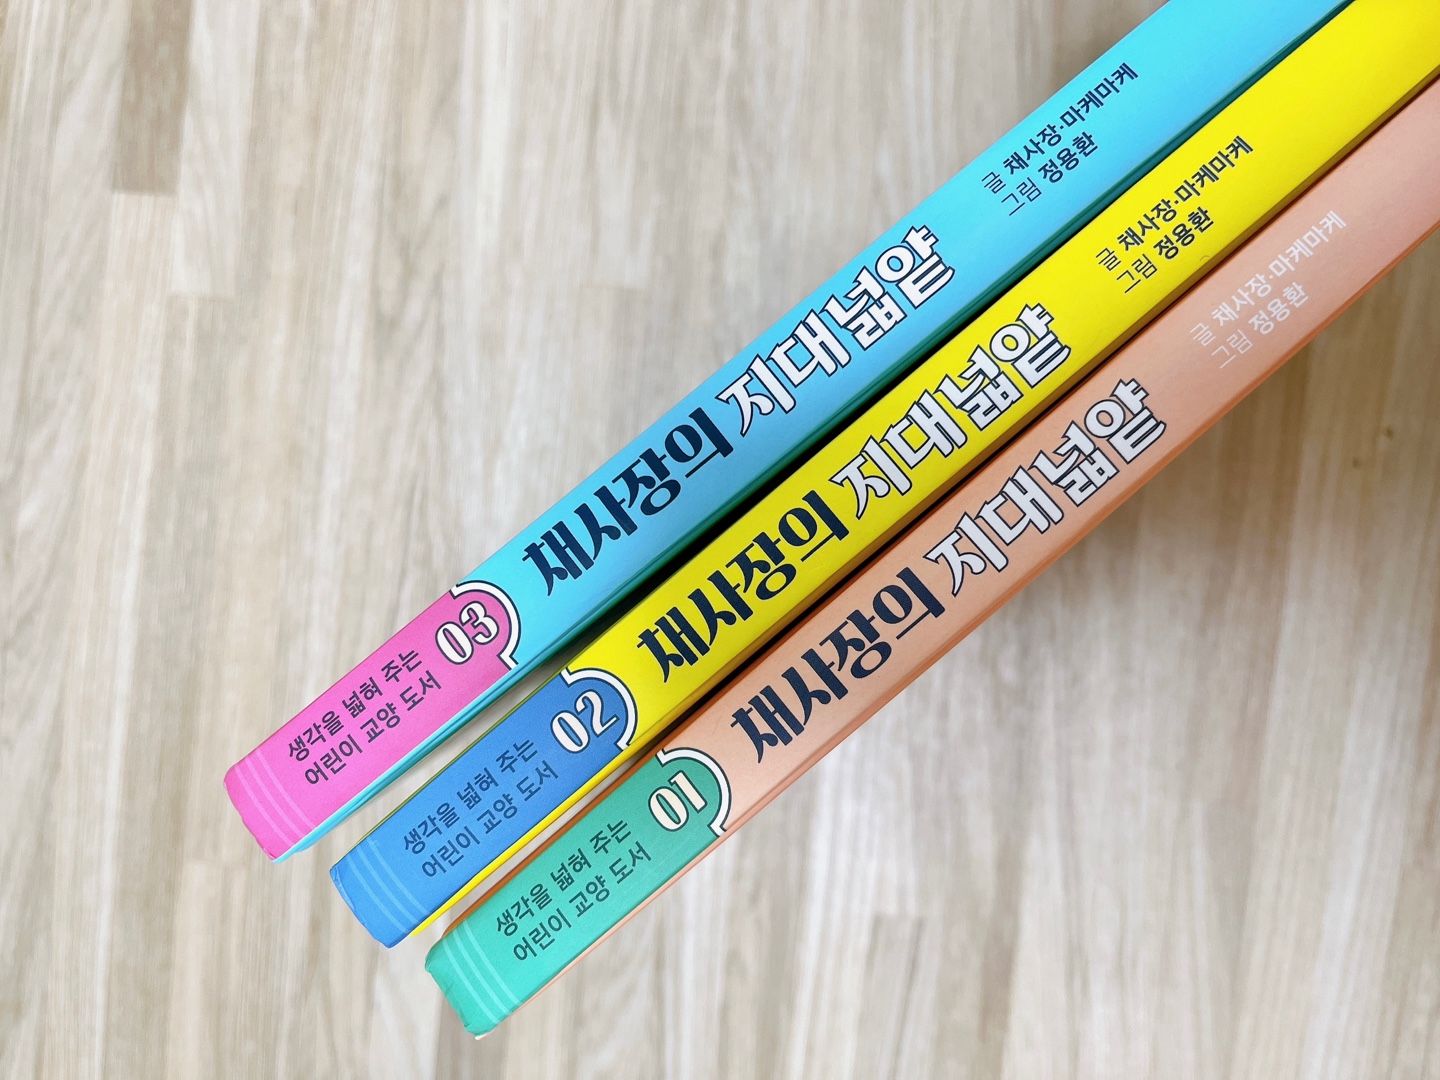 생각을 넓혀 주는
어린이 교양 도서
03
채사장의 지대넓얕
글 채사장·마케마케
그림 정용환
생각을 넓혀 주는
어린이 교양 도서
02
채사장의 지대넓얕
글 채사장·마케마케
그림 정용환
생각을 넓혀 주는
어린이 교양 도서
01
채사장의 지대넓얕
글 채사장·마케마케
그림 정용환